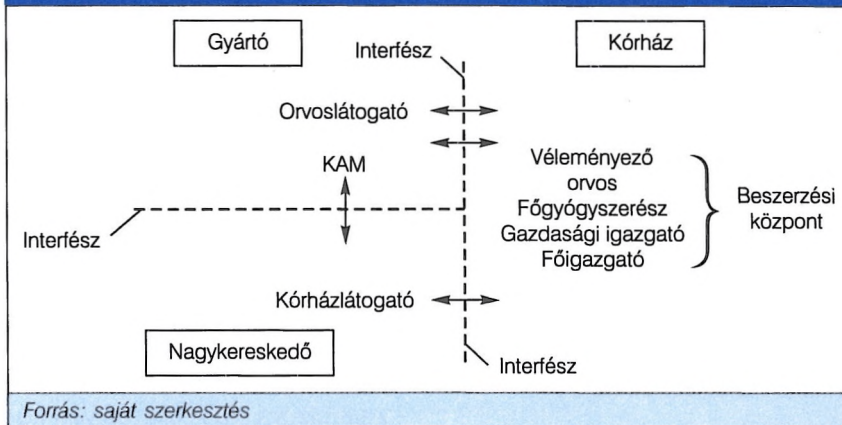 Gyártó
Interfész
Kórház
Orvoslátogató
KAM
Véleményező
orvos
Főgyógyszerész
Gazdasági igazgató
Főigazgató
Beszerzési
központ
Interfész
Kórházlátogató
Nagykereskedő
Interfész
Forrás: saját szerkesztés